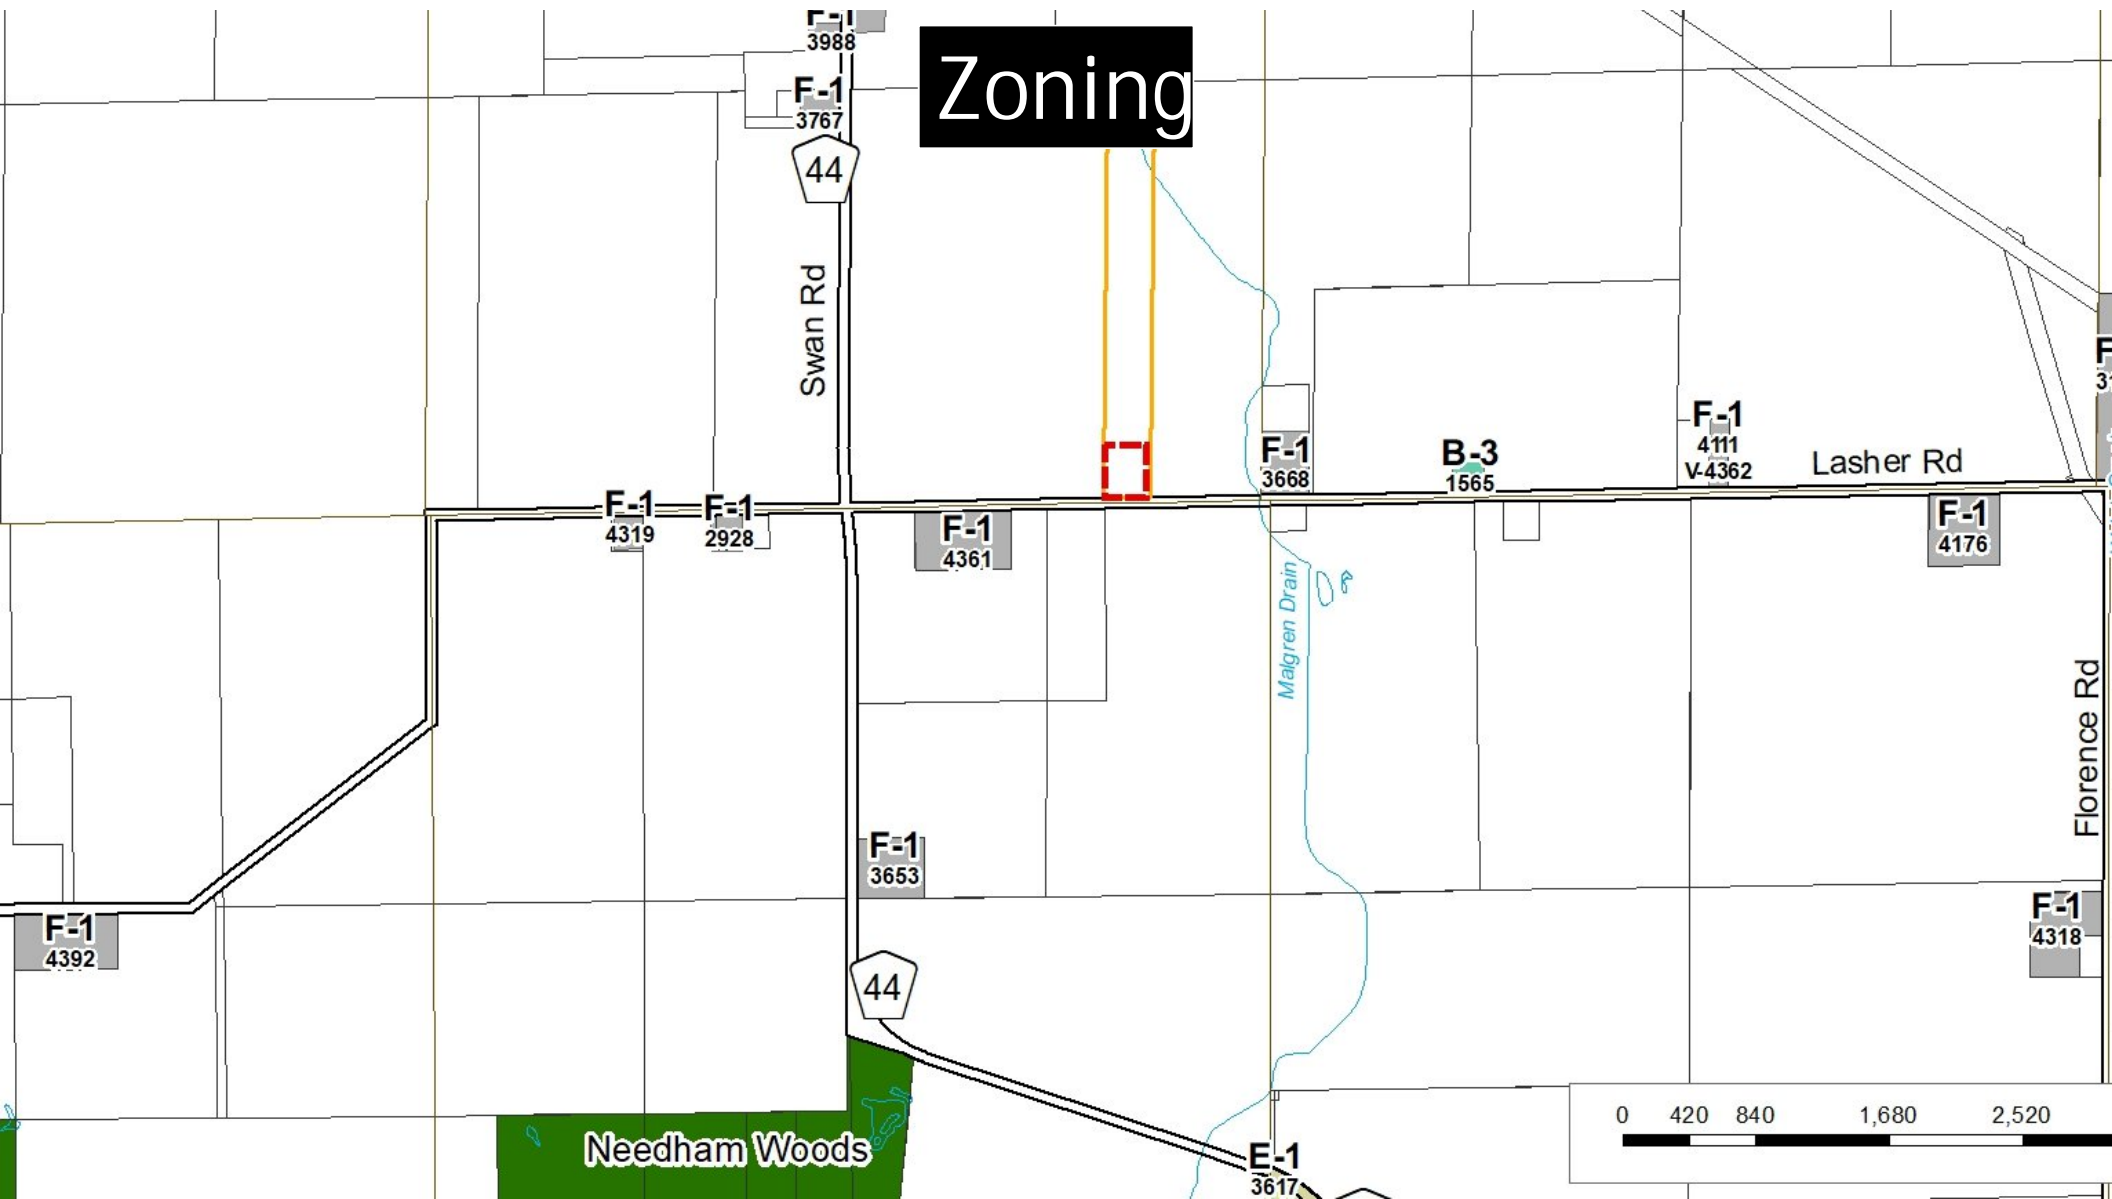 F-1
3988
Zoning
F-1
3767
44
Swan Rd
F-1
3668
B-3
1565
F-1
4111
V-4362
Lasher Rd
F-1
4319
F-1
2928
F-1
4361
F-1
4176
Malgren Drain
Florence Rd
F-1
3653
F-1
4392
F-1
4318
44
Needham Woods
E-1
3617
0 420 840 1,680 2,520